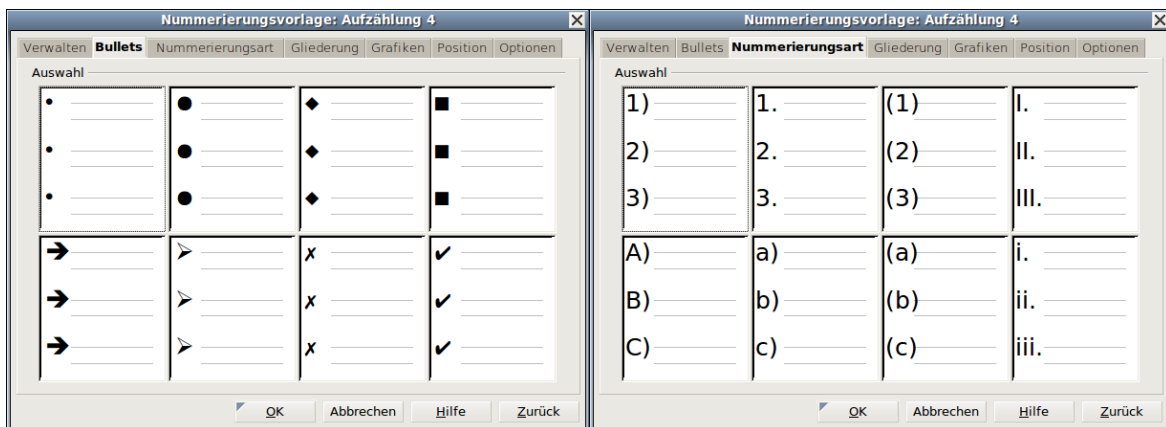 Nummerierungsvorlage: Aufzählung 4
Verwalten Bullets Nummerierungsart Gliederung Grafiken Position Optionen
Auswahl
OK Abbrechen Hilfe Zurück
Nummerierungsvorlage: Aufzählung 4
Verwalten Bullets Nummerierungsart Gliederung Grafiken Position Optionen
Auswahl
1) 1. (1) I.
2) 2. (2) II.
3) 3. (3) III.
A) a) (a) i.
B) b) (b) ii.
C) c) (c) iii.
OK Abbrechen Hilfe Zurück